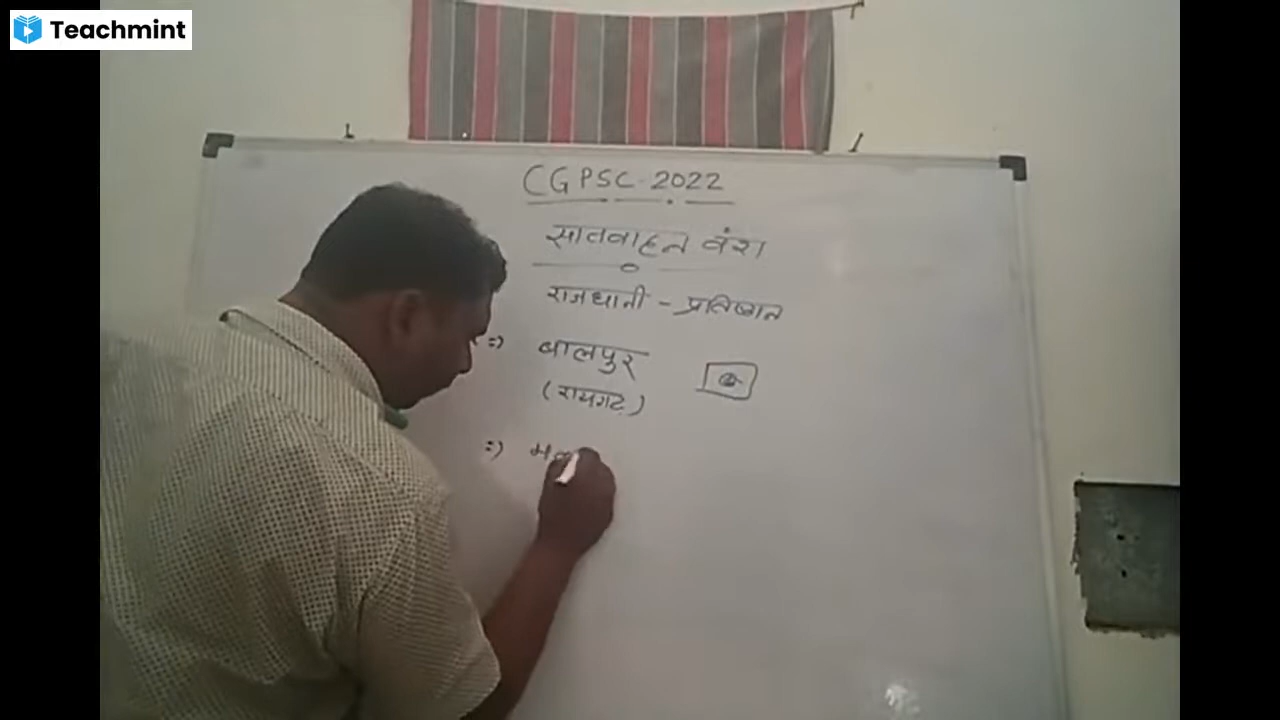 Teachmint
CGPSC-2022
सातवाहन वंश
राजधानी - प्रतिष्ठान
=> बालपुर
(रायगढ़)
=>